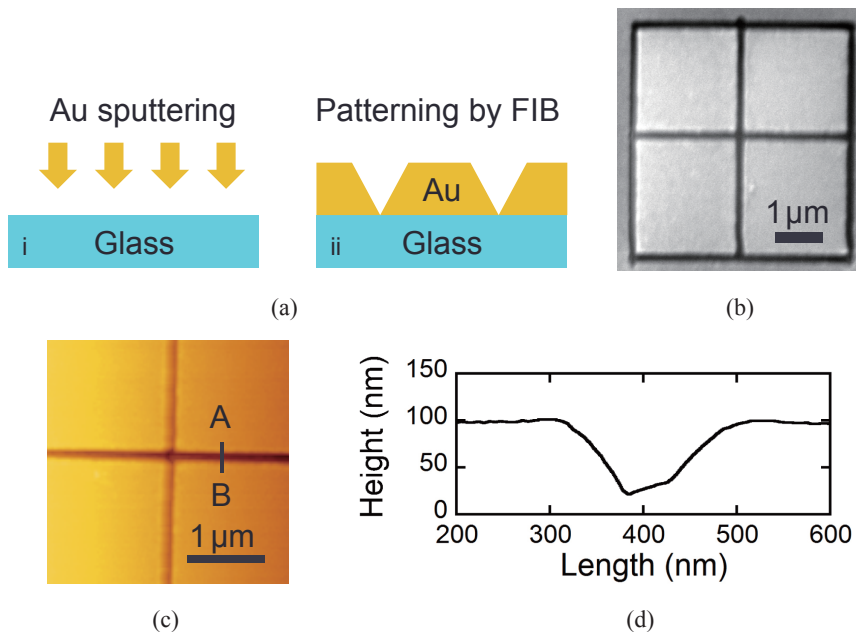 Au sputtering
i Glass
Patterning by FIB
Au
ii Glass
(a)
1 μm
(b)
A
B
1 μm
(c)
Height (nm)
150
100
50
0
200 300 400 500 600
Length (nm)
(d)